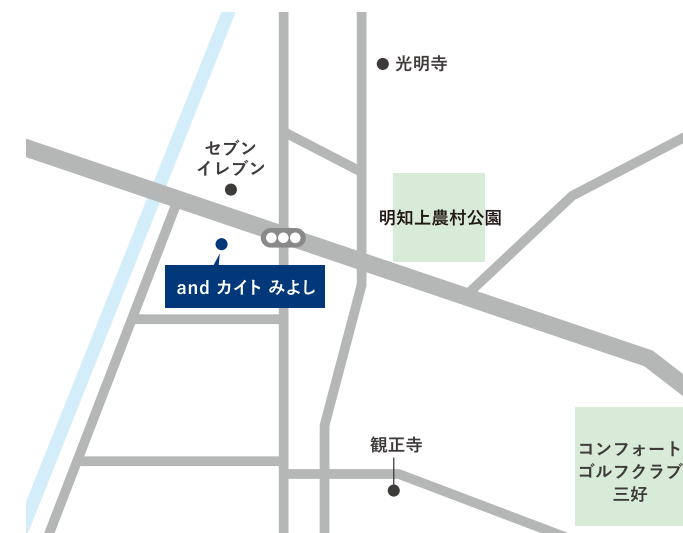 光明寺
セブン
イレブン
明知上農村公園
and カイト みよし
観正寺
コンフォート
ゴルフクラブ
三好